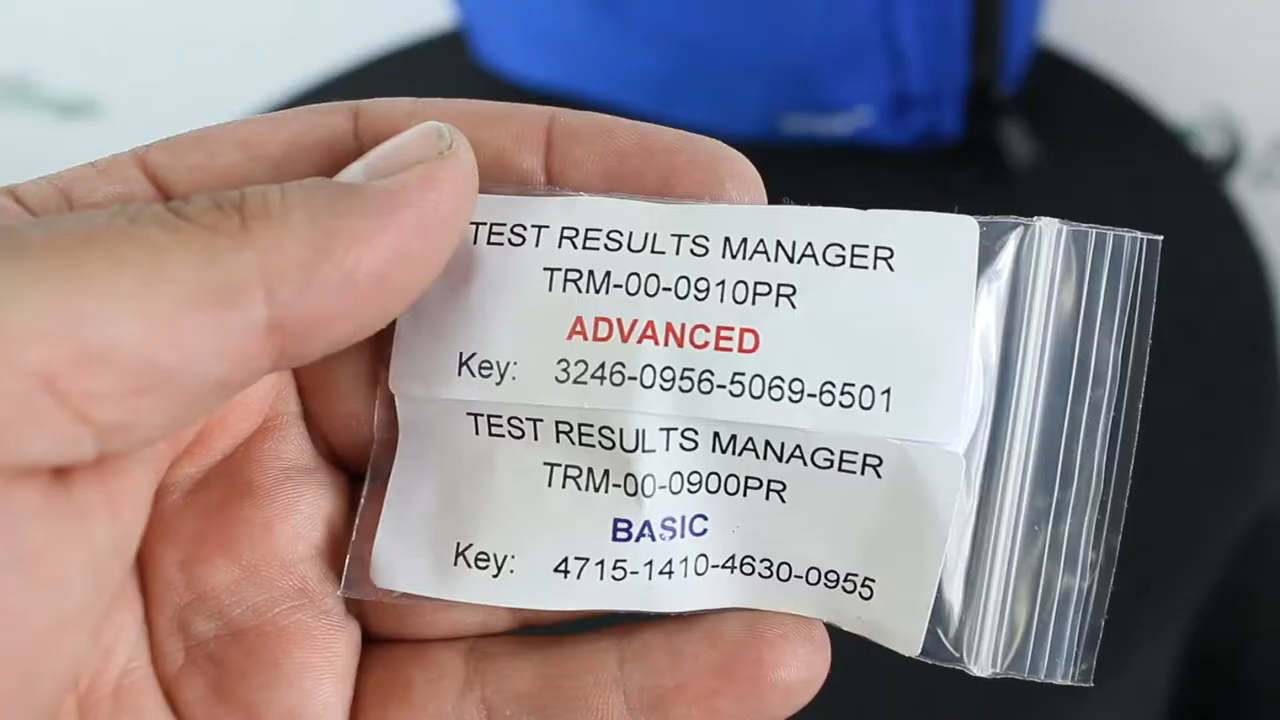 TEST RESULTS MANAGER
TRM-00-0910PR
ADVANCED
Key: 3246-0956-5069-6501
TEST RESULTS MANAGER
TRM-00-0900PR
BASIC
Key: 4715-1410-4630-0955